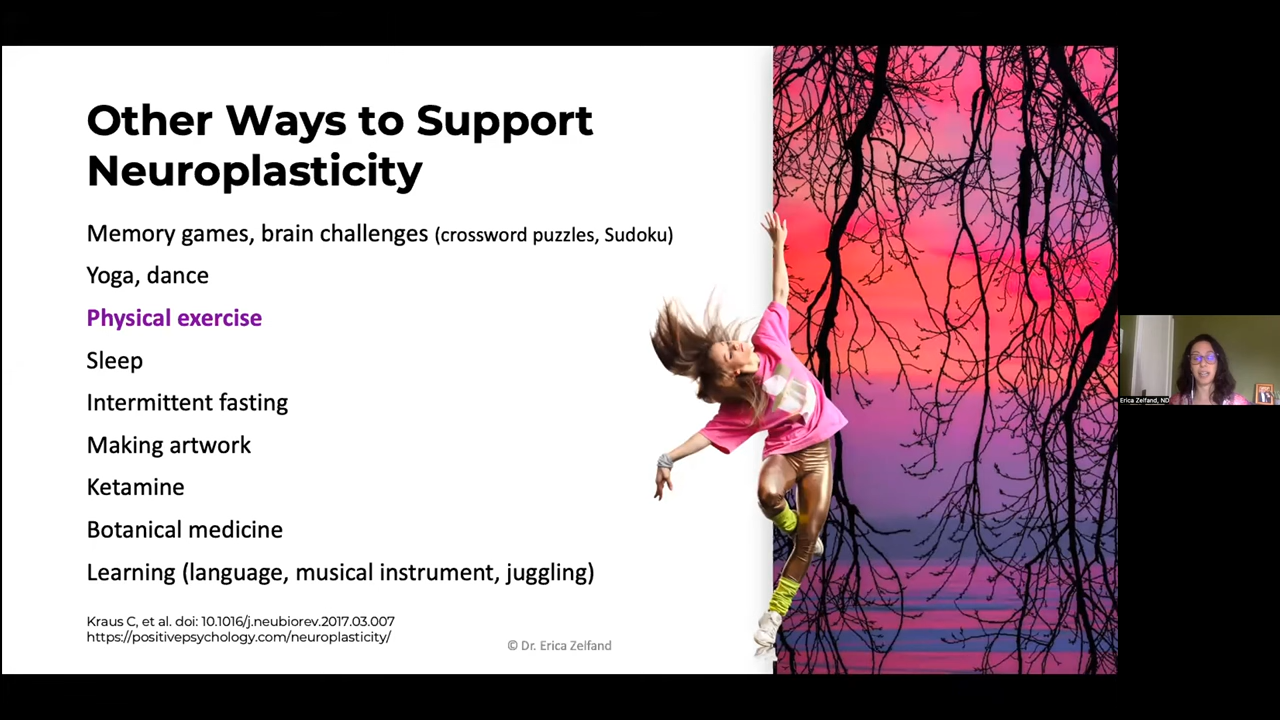 Other Ways to Support
Neuroplasticity
Memory games, brain challenges (crossword puzzles, Sudoku)
Yoga, dance
Physical exercise
Sleep
Intermittent fasting
Making artwork
Ketamine
Botanical medicine
Learning (language, musical instrument, juggling)
Kraus C, et al. doi: 10.1016/j.neubiorev.2017.03.007
https://positivepsychology.com/neuroplasticity/
© Dr. Erica Zelfand
Erica Zelfand, ND